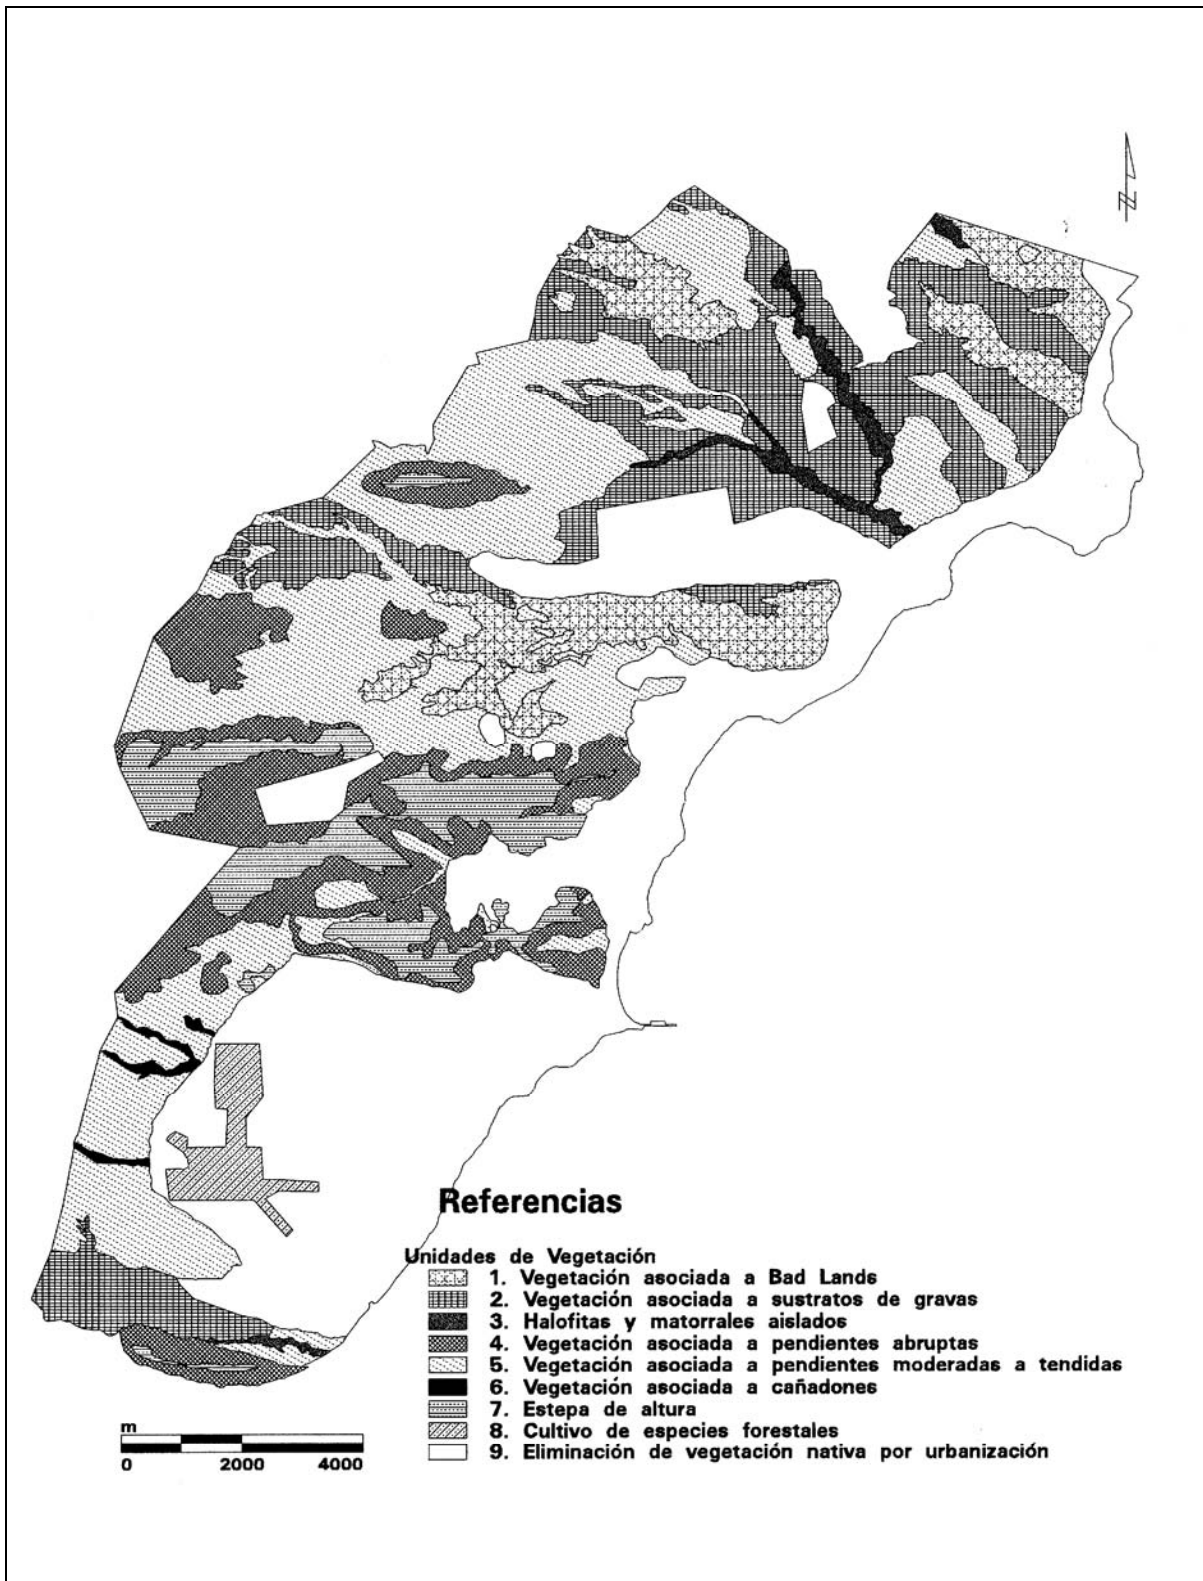 Referencias
Unidades de Vegetación
1. Vegetación asociada a Bad Lands
2. Vegetación asociada a sustratos de gravas
3. Halofitas y matorrales aislados
4. Vegetación asociada a pendientes abruptas
5. Vegetación asociada a pendientes moderadas a tendidas
6. Vegetación asociada a cañadones
7. Estepa de altura
8. Cultivo de especies forestales
9. Eliminación de vegetación nativa por urbanización
m
0 2000 4000